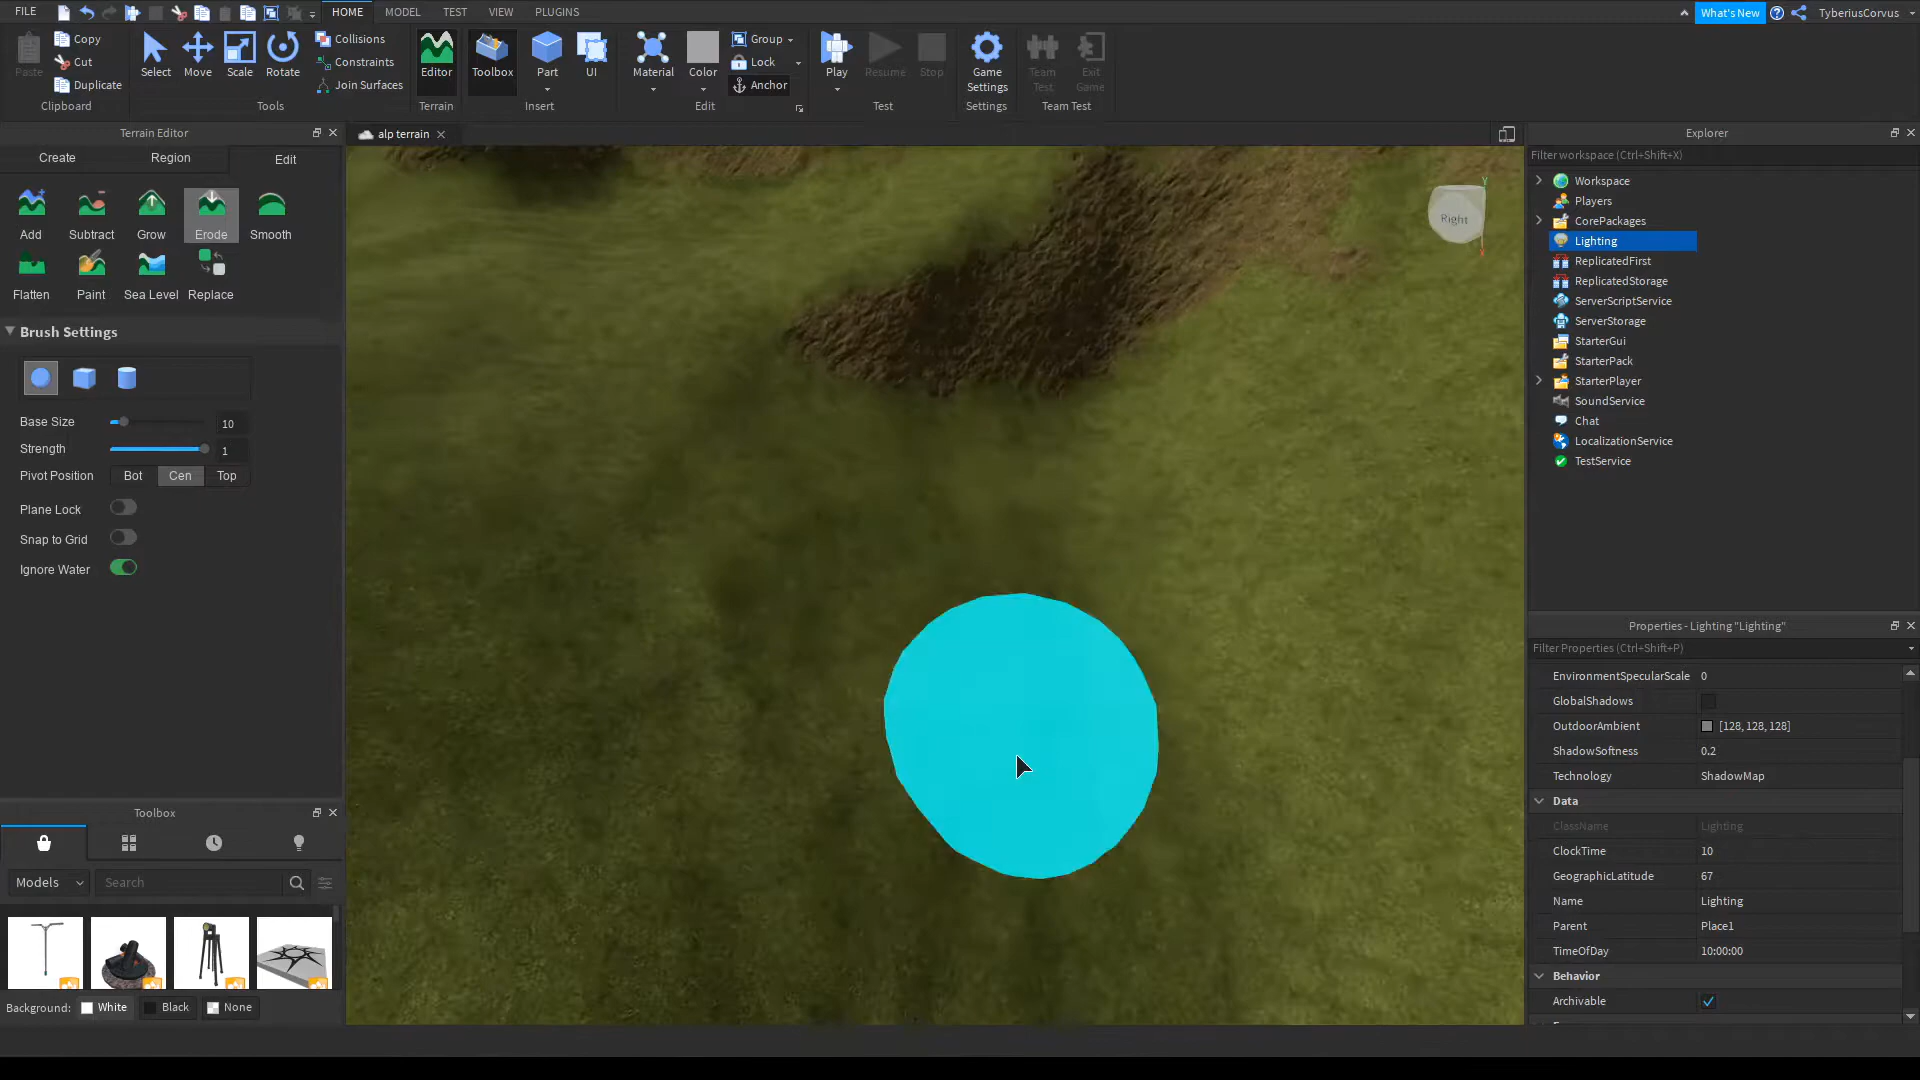 FILE
HOME
MODEL
TEST
VIEW
PLUGINS
What's New
TyberiusCorvus
Paste
Copy
Cut
Duplicate
Clipboard
Select
Move
Scale
Rotate
Collisions
Constraints
Join Surfaces
Tools
Editor
Terrain
Toolbox
Part
UI
Insert
Material
Color
Group
Lock
Anchor
Edit
Play
Resume
Stop
Test
Game
Settings
Settings
Team
Test
Exit
Game
Team Test
Terrain Editor
Create
Region
Edit
Add
Subtract
Grow
Erode
Smooth
Flatten
Paint
Sea Level
Replace
Brush Settings
Base Size
10
Strength
1
Pivot Position
Bot
Cen
Top
Plane Lock
Snap to Grid
Ignore Water
Toolbox
Models
Search
Background:
White
Black
None
alp terrain
Right
Y
X
Explorer
Filter workspace (Ctrl+Shift+X)
Workspace
Players
CorePackages
Lighting
ReplicatedFirst
ReplicatedStorage
ServerScriptService
ServerStorage
StarterGui
StarterPack
StarterPlayer
SoundService
Chat
LocalizationService
TestService
Properties - Lighting "Lighting"
Filter Properties (Ctrl+Shift+P)
EnvironmentSpecularScale 0
GlobalShadows
OutdoorAmbient [128, 128, 128]
ShadowSoftness 0.2
Technology ShadowMap
Data
ClassName Lighting
ClockTime 10
GeographicLatitude 67
Name Lighting
Parent Place1
TimeOfDay 10:00:00
Behavior
Archivable